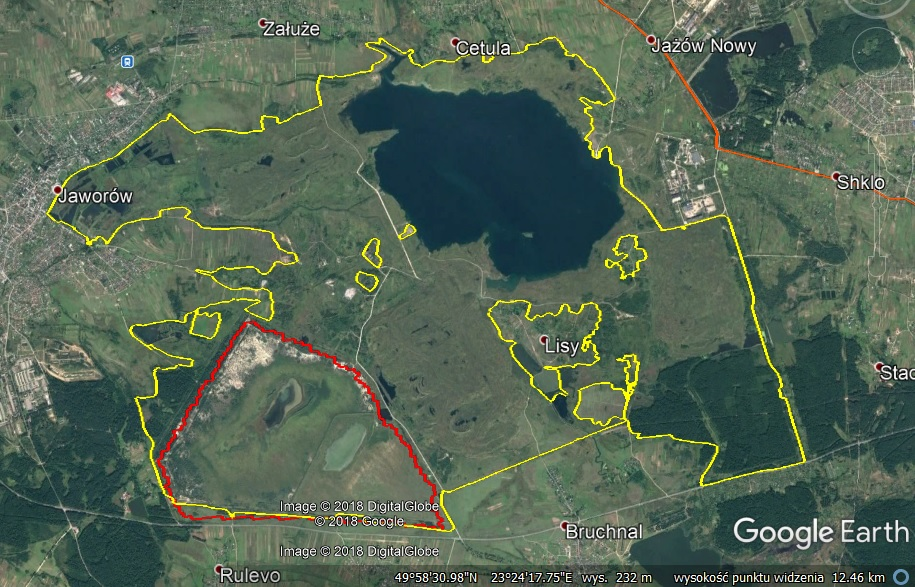 Załuże
Cetula
Jażów Nowy
Jaworów
Shklo
Lisy
Stac
Image © 2018 DigitalGlobe
© 2018 Google
Bruchnal
Google Earth
Image © 2018 DigitalGlobe
Rulevo
49°58'30.98"N 23°24'17.75"E wys. 232 m wysokość punktu widzenia 12.46 km